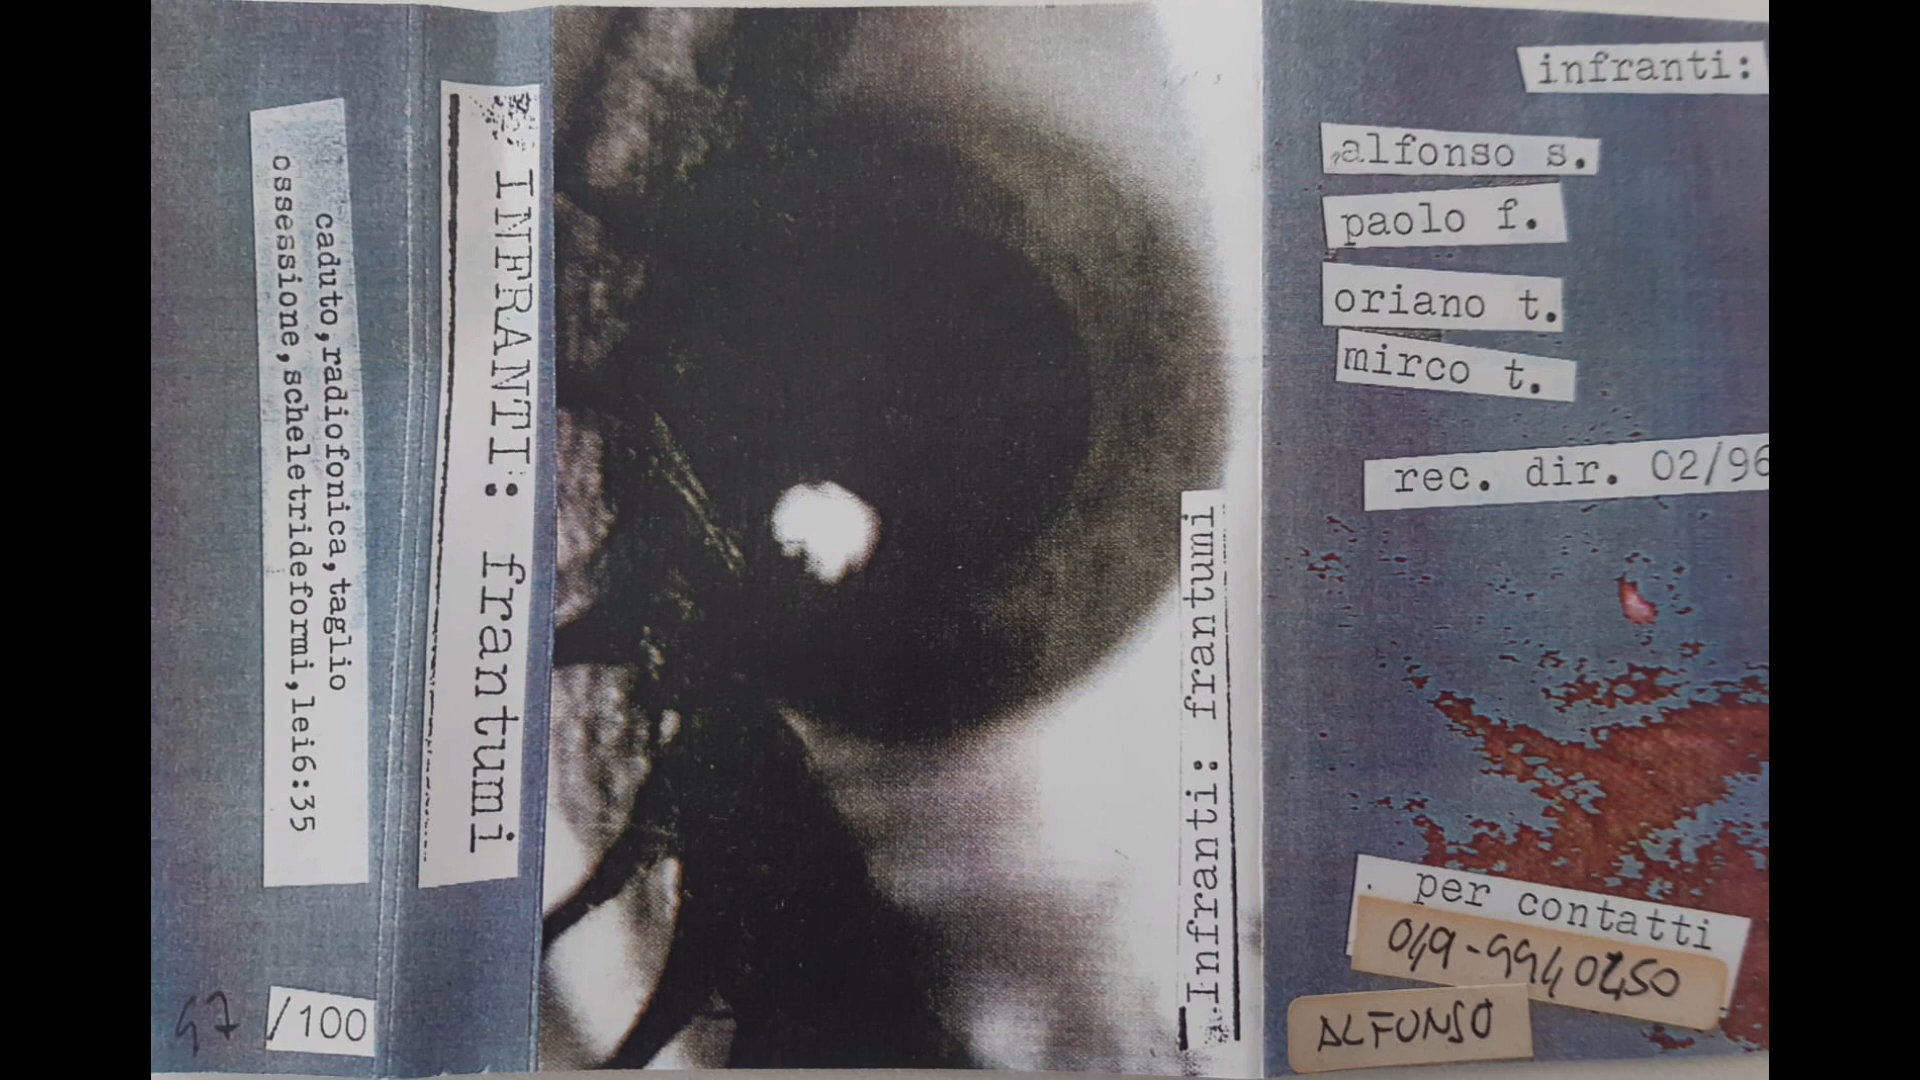 caduto,radiofonica,taglio
ossessione,scheletrideformi,lei6:35
57 /100
INFRANTI: frantumi
Infranti: frantumi
infranti:
alfonso s.
paolo f.
oriano t.
mirco t.
rec. dir. 02/96
per contatti
049-9940250
ALFONSO